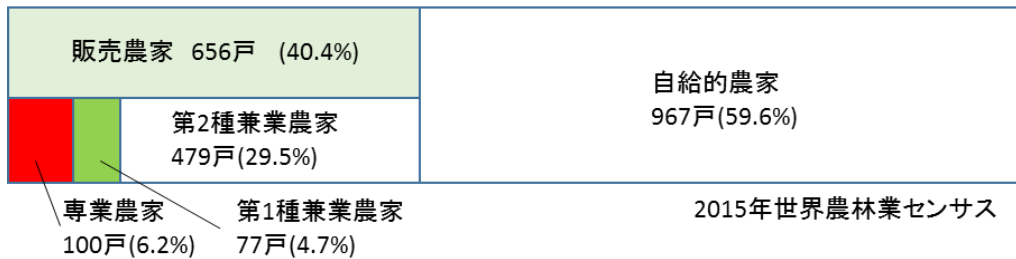 販売農家 656戸 (40.4%)
自給的農家
967戸(59.6%)
第2種兼業農家
479戸(29.5%)
専業農家
100戸(6.2%)
第1種兼業農家
77戸(4.7%)
2015年世界農林業センサス